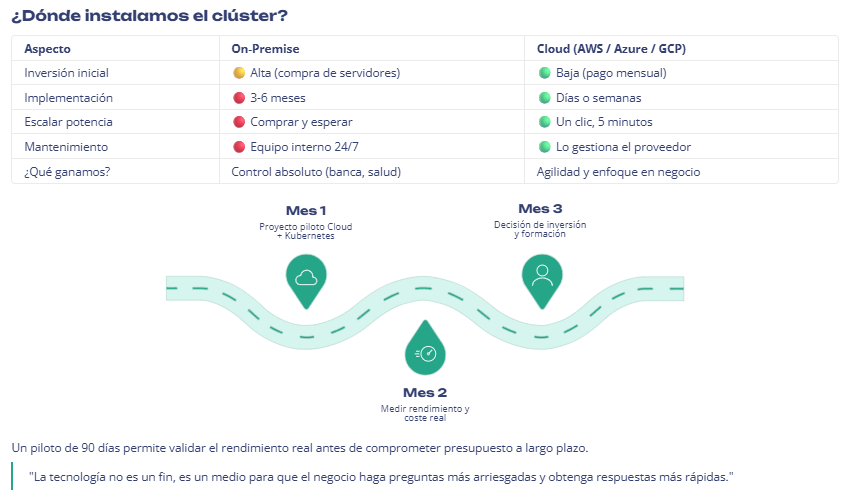 ¿Dónde instalamos el clúster?
Aspecto On-Premise Cloud (AWS / Azure / GCP)
Inversión inicial Alta (compra de servidores) Baja (pago mensual)
Implementación 3-6 meses Días o semanas
Escalar potencia Comprar y esperar Un clic, 5 minutos
Mantenimiento Equipo interno 24/7 Lo gestiona el proveedor
¿Qué ganamos? Control absoluto (banca, salud) Agilidad y enfoque en negocio
Mes 1
Proyecto piloto Cloud
+ Kubernetes
Mes 3
Decisión de inversión
y formación
Mes 2
Medir rendimiento y
coste real
Un piloto de 90 días permite validar el rendimiento real antes de comprometer presupuesto a largo plazo.
"La tecnología no es un fin, es un medio para que el negocio haga preguntas más arriesgadas y obtenga respuestas más rápidas."